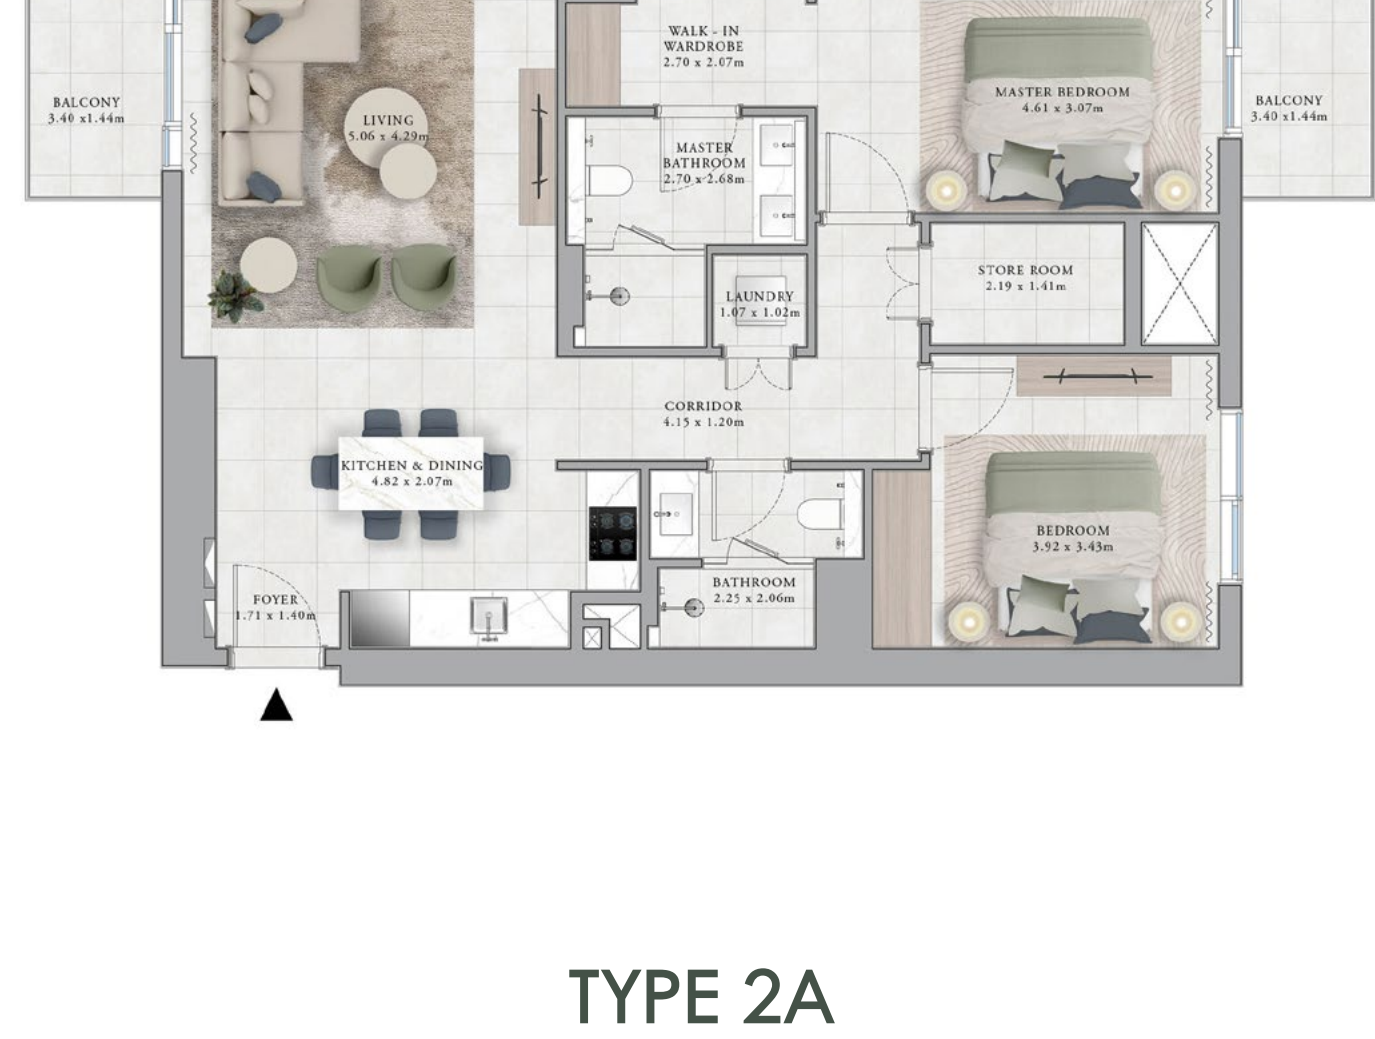 WALK - IN
WARDROBE
2.70 x 2.07m
MASTER BEDROOM
4.61 x 3.07m
BALCONY
3.40 x1.44m
BALCONY
3.40 x1.44m
LIVING
5.06 x 4.29m
MASTER
BATHROOM
2.70 x 2.68m
STORE ROOM
2.19 x 1.41m
LAUNDRY
1.07 x 1.02m
CORRIDOR
4.15 x 1.20m
KITCHEN & DINING
4.82 x 2.07m
BEDROOM
3.92 x 3.43m
BATHROOM
2.25 x 2.06m
FOYER
1.71 x 1.40m
TYPE 2A